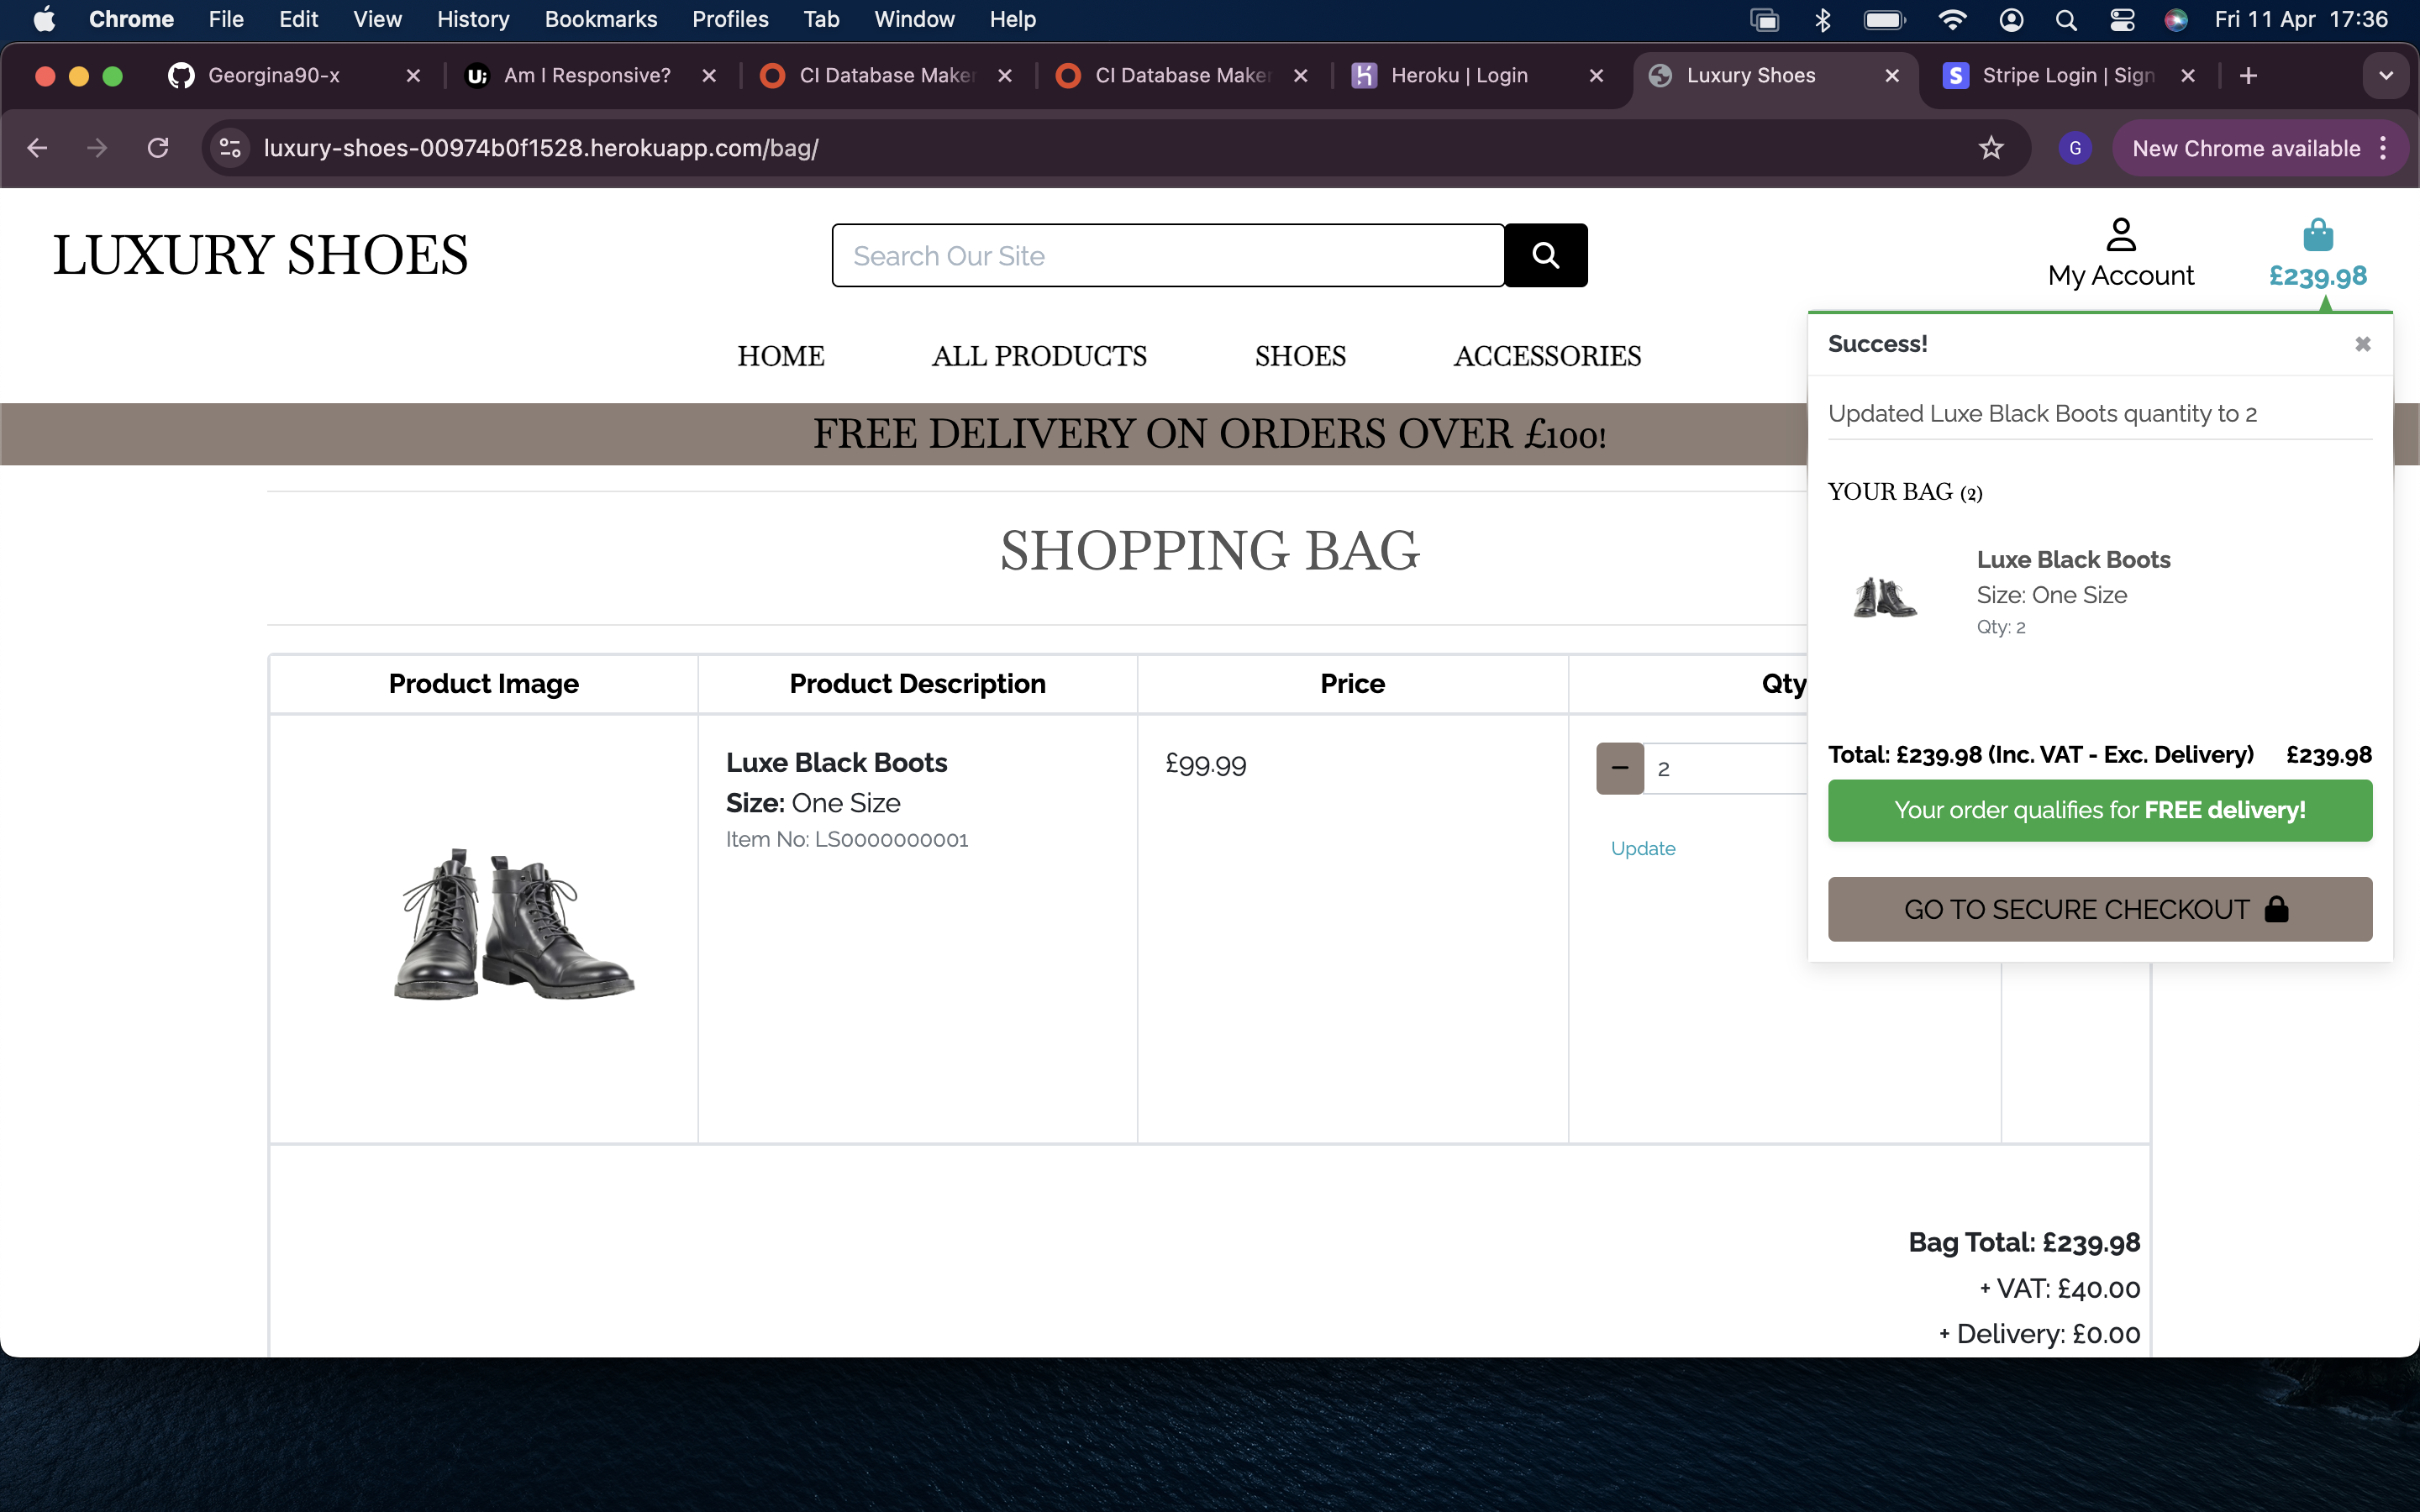 Chrome File Edit View History Bookmarks Profiles Tab Window Help Fri 11 Apr 17:36
Georgina90-x Am I Responsive? CI Database Maker CI Database Maker Heroku | Login Luxury Shoes Stripe Login | Sign
luxury-shoes-00974b0f1528.herokuapp.com/bag/ G New Chrome available
LUXURY SHOES
Search Our Site
My Account
£239.98
HOME ALL PRODUCTS SHOES ACCESSORIES
FREE DELIVERY ON ORDERS OVER £100!
Success!
Updated Luxe Black Boots quantity to 2
YOUR BAG (2)
Luxe Black Boots
Size: One Size
Qty: 2
Total: £239.98 (Inc. VAT - Exc. Delivery) £239.98
Your order qualifies for FREE delivery!
GO TO SECURE CHECKOUT
SHOPPING BAG
Product Image Product Description Price Qty
Luxe Black Boots
Size: One Size
Item No: LS0000000001
£99.99
2
Update
Bag Total: £239.98
+ VAT: £40.00
+ Delivery: £0.00